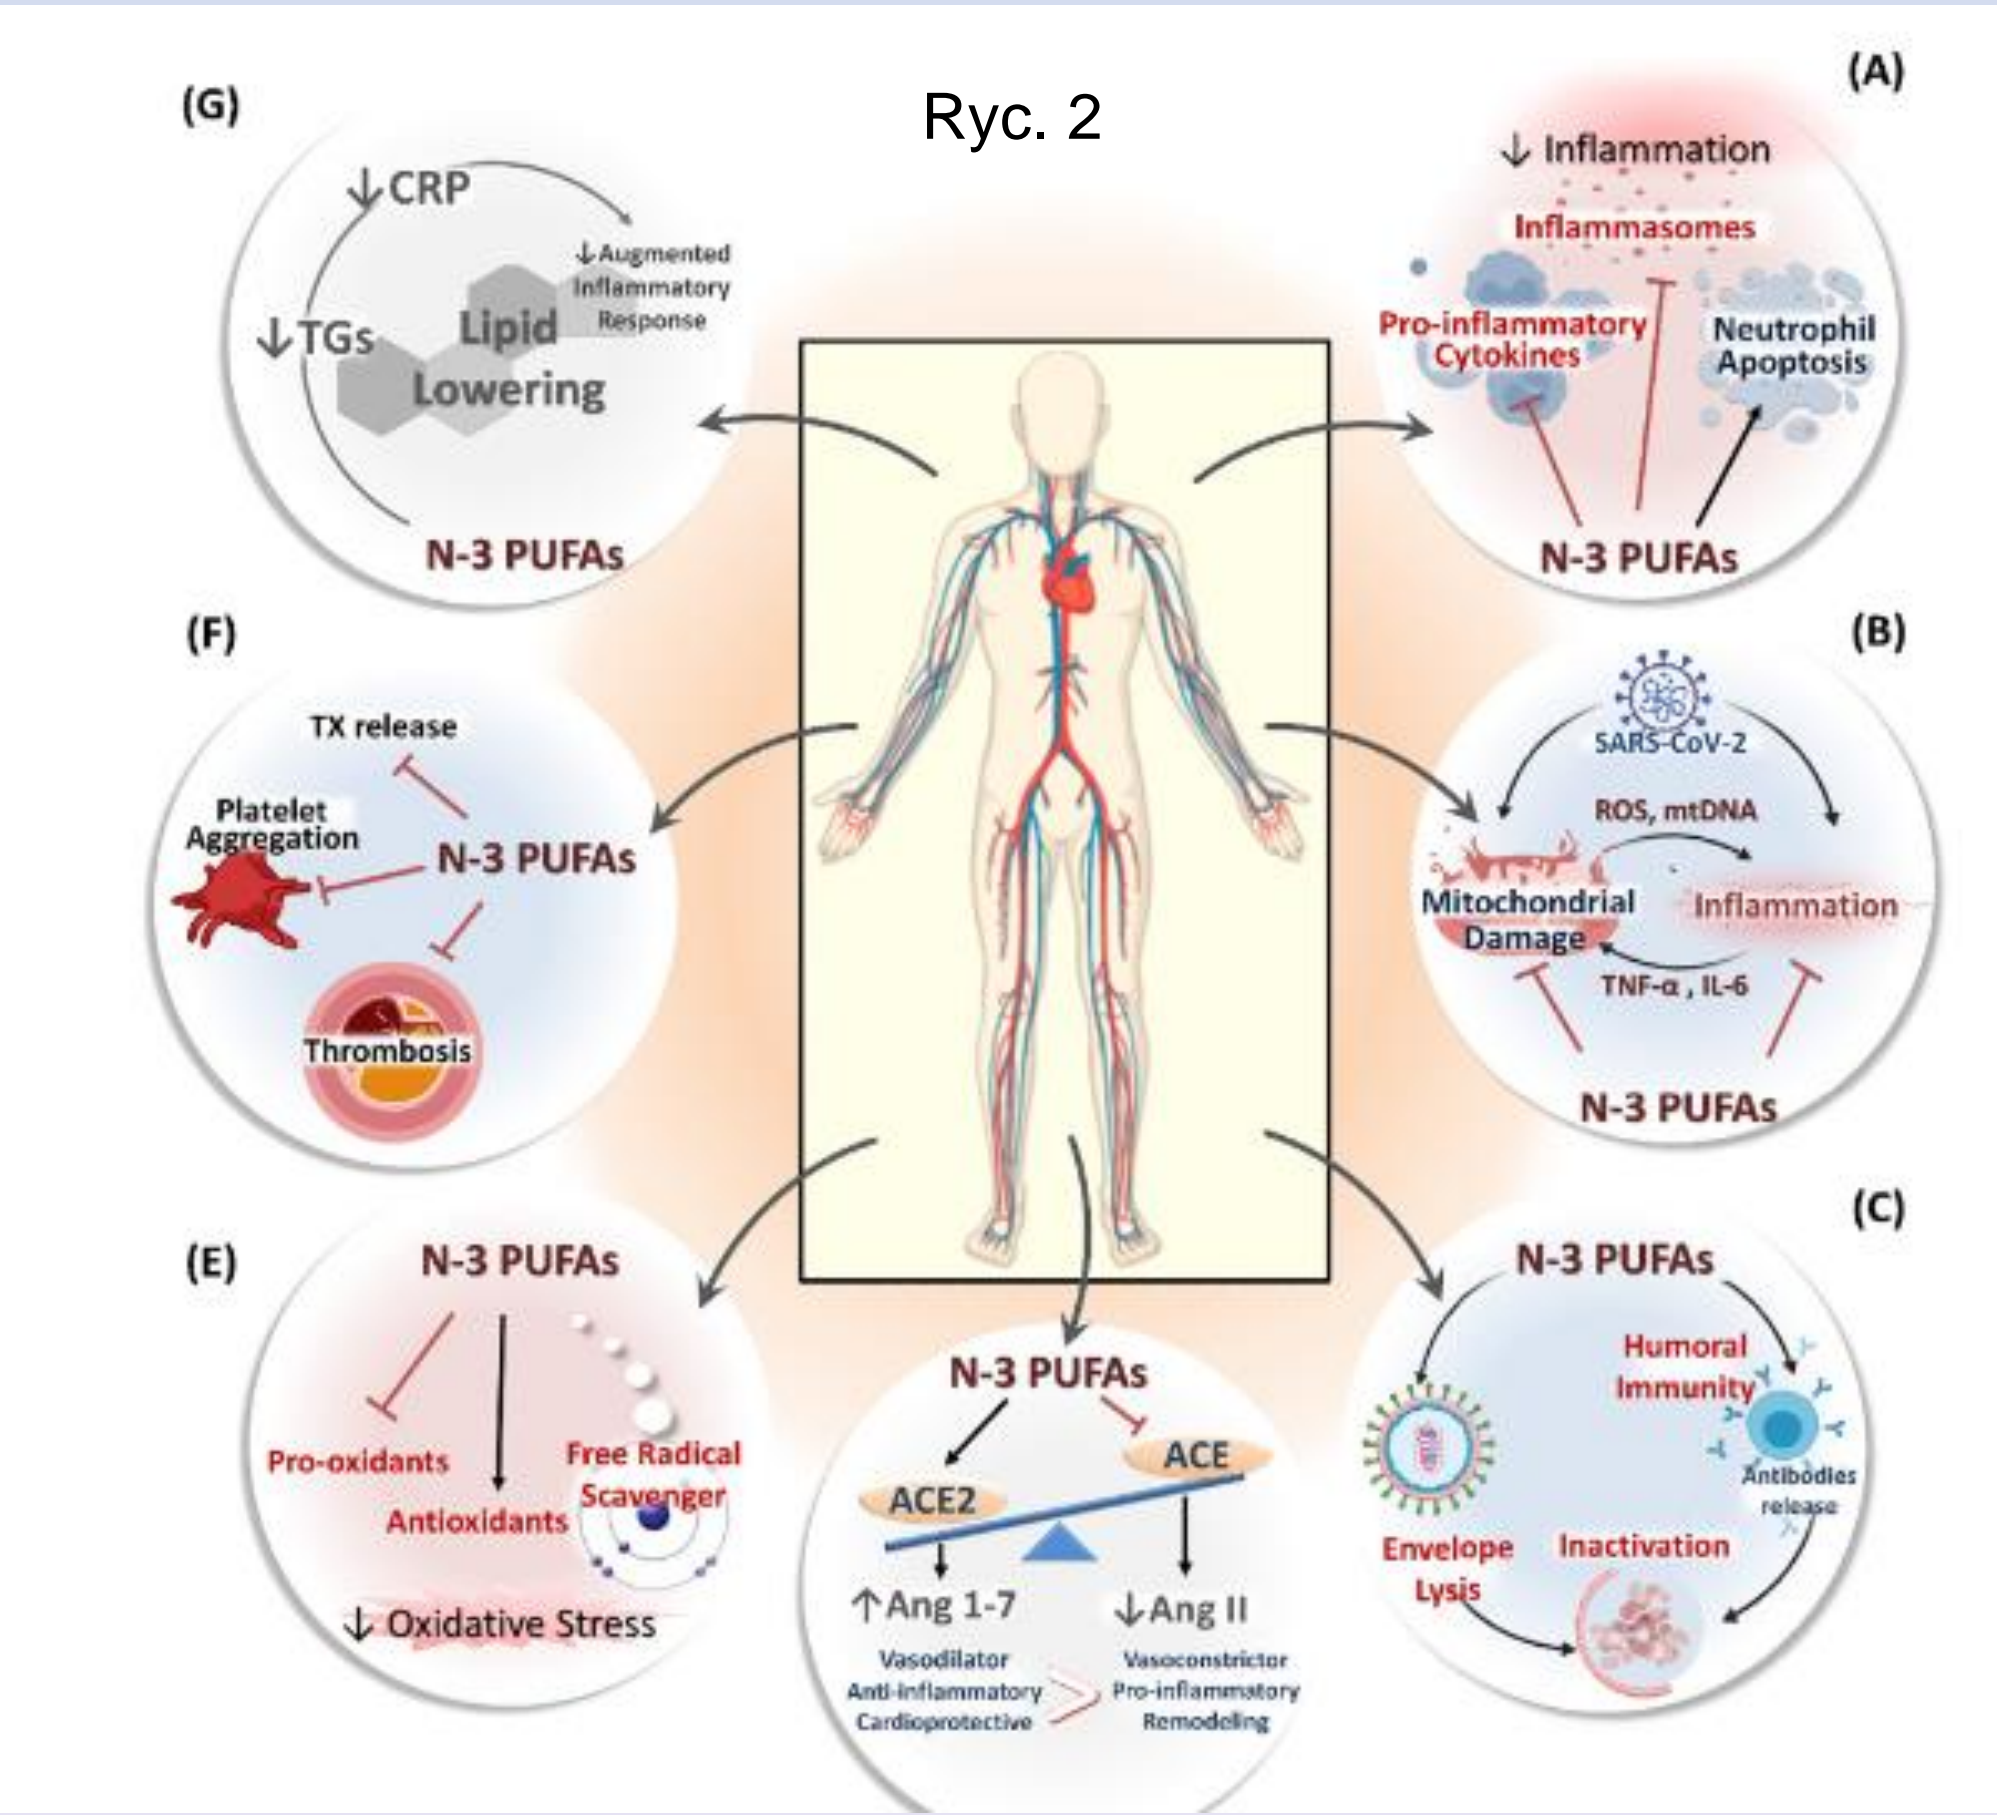 Ryc. 2
(A)
↓ Inflammation
Inflammasomes
Pro-inflammatory
Cytokines
Neutrophil
Apoptosis
N-3 PUFAs
(B)
SARS-CoV-2
ROS, mtDNA
Mitochondrial
Damage
Inflammation
TNF-α , IL-6
N-3 PUFAs
(C)
N-3 PUFAs
Humoral
Immunity
Antibodies
release
Envelope
Lysis
Inactivation
N-3 PUFAs
ACE
ACE2
↑Ang 1-7
↓Ang II
Vasodilator
Anti-inflammatory
Cardioprotective
Vasoconstrictor
Pro-inflammatory
Remodeling
(E)
N-3 PUFAs
Pro-oxidants
Antioxidants
Free Radical
Scavenger
↓ Oxidative Stress
(F)
TX release
Platelet
Aggregation
N-3 PUFAs
Thrombosis
(G)
↓CRP
↓Augmented
Inflammatory
Response
↓TGs
Lipid
Lowering
N-3 PUFAs